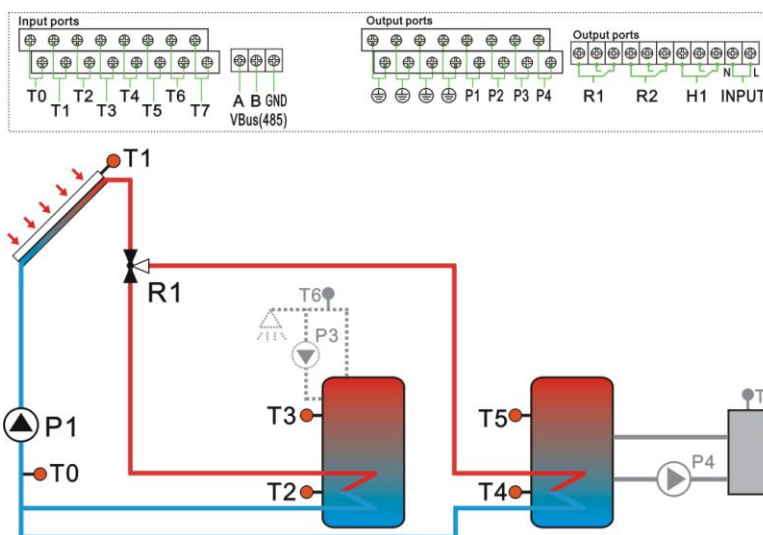 Input ports
T0 T1 T2 T3 T4 T5 T6 T7
A B GND
VBus(485)
Output ports
P1 P2 P3 P4
Output ports
N L
R1 R2 H1 INPUT
T1
R1
T6
P3
P1
T0
T3
T2
T5
T4
P4
T